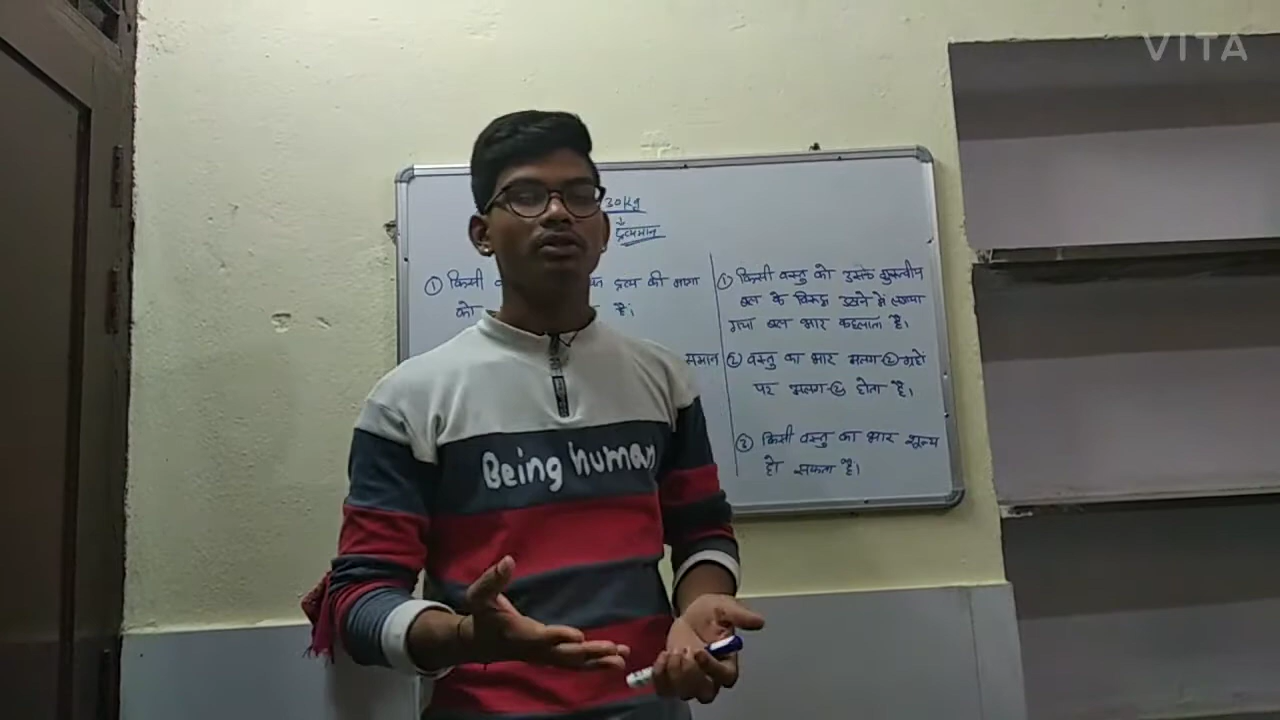 VITA
30kg
द्रव्यमान
① किसी द्रव्य की मात्रा
को है।
समान
① किसी वस्तु को उसके गुरुत्वीय
बल के विरुद्ध उठाने में लगाया
गया बल भार कहलाता है।
② वस्तु का भार अलग-② ग्रहो
पर अलग-② होता है।
③ किसी वस्तु का भार शून्य
हो सकता है।
Being human